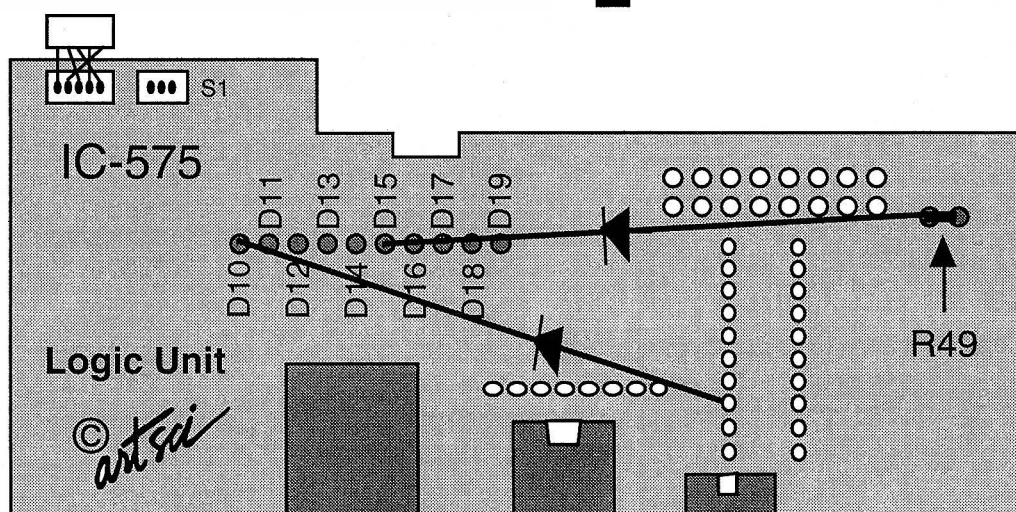 S1
IC-575
D11 D13 D15 D17 D19
D10 D12 D14 D16 D18
R49
Logic Unit
© artsci